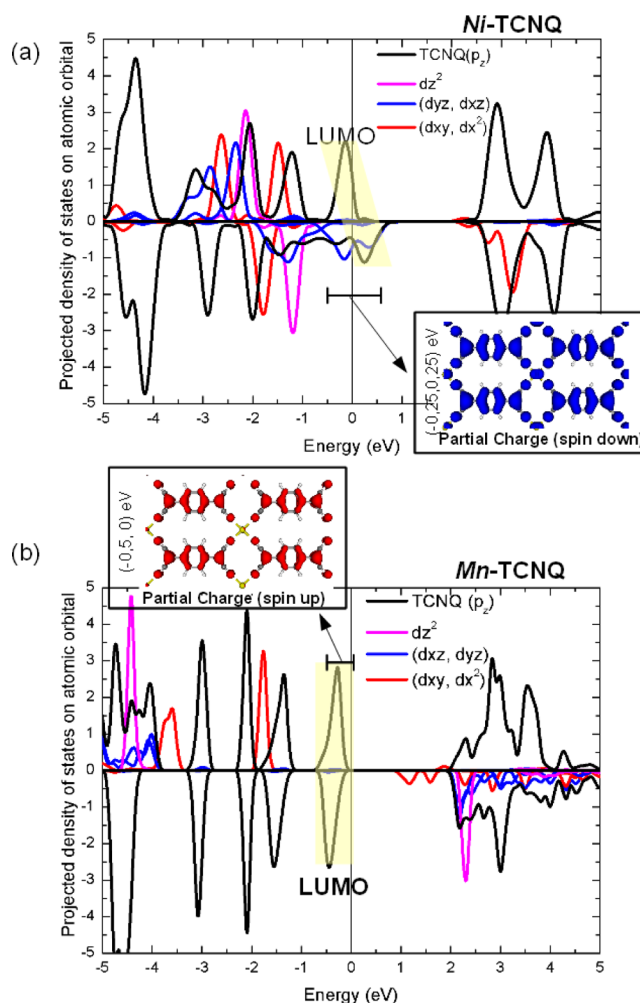 Ni-TCNQ
(a)
TCNQ(pz)
dz²
(dyz, dxz)
(dxy, dx²)
LUMO
5
4
3
2
1
0
-1
-2
-3
-4
-5
Projected density of states on atomic orbital
-5 -4 -3 -2 -1 0 1
Energy (eV)
(-0,25,0,25) eV
Partial Charge (spin down)
(-0,5, 0) eV
Partial Charge (spin up)
(b)
Mn-TCNQ
TCNQ (pz)
dz²
(dxz, dyz)
(dxy, dx²)
LUMO
5
4
3
2
1
0
-1
-2
-3
-4
-5
Projected density of states on atomic orbital
-5 -4 -3 -2 -1 0 1 2 3 4 5
Energy (eV)